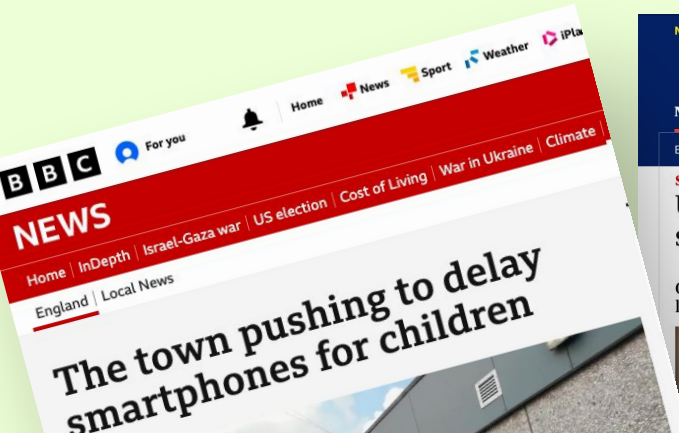 BBC For you Home News Sport Weather
NEWS
Home InDepth Israel-Gaza war US election Cost of Living War in Ukraine Climate
England Local News
The town pushing to delay
smartphones for children